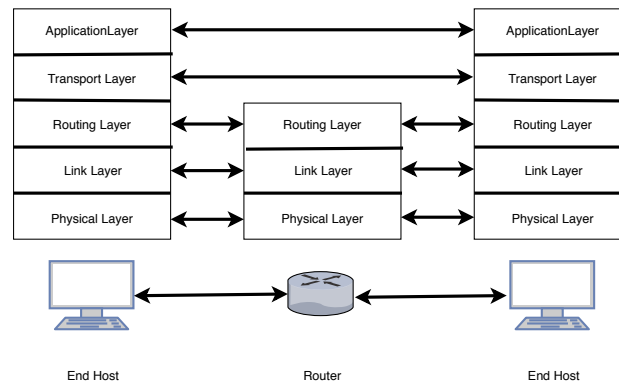 ApplicationLayer ApplicationLayer
Transport Layer Transport Layer
Routing Layer Routing Layer Routing Layer
Link Layer Link Layer Link Layer
Physical Layer Physical Layer Physical Layer
End Host Router End Host